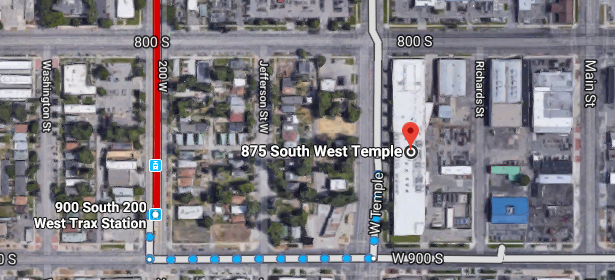 800 S
800 S
Washington St
200 W
Jefferson St W
Richards St
Main St
875 South West Temple
900 South 200
West Trax Station
W Temple
0 S
W 900 S